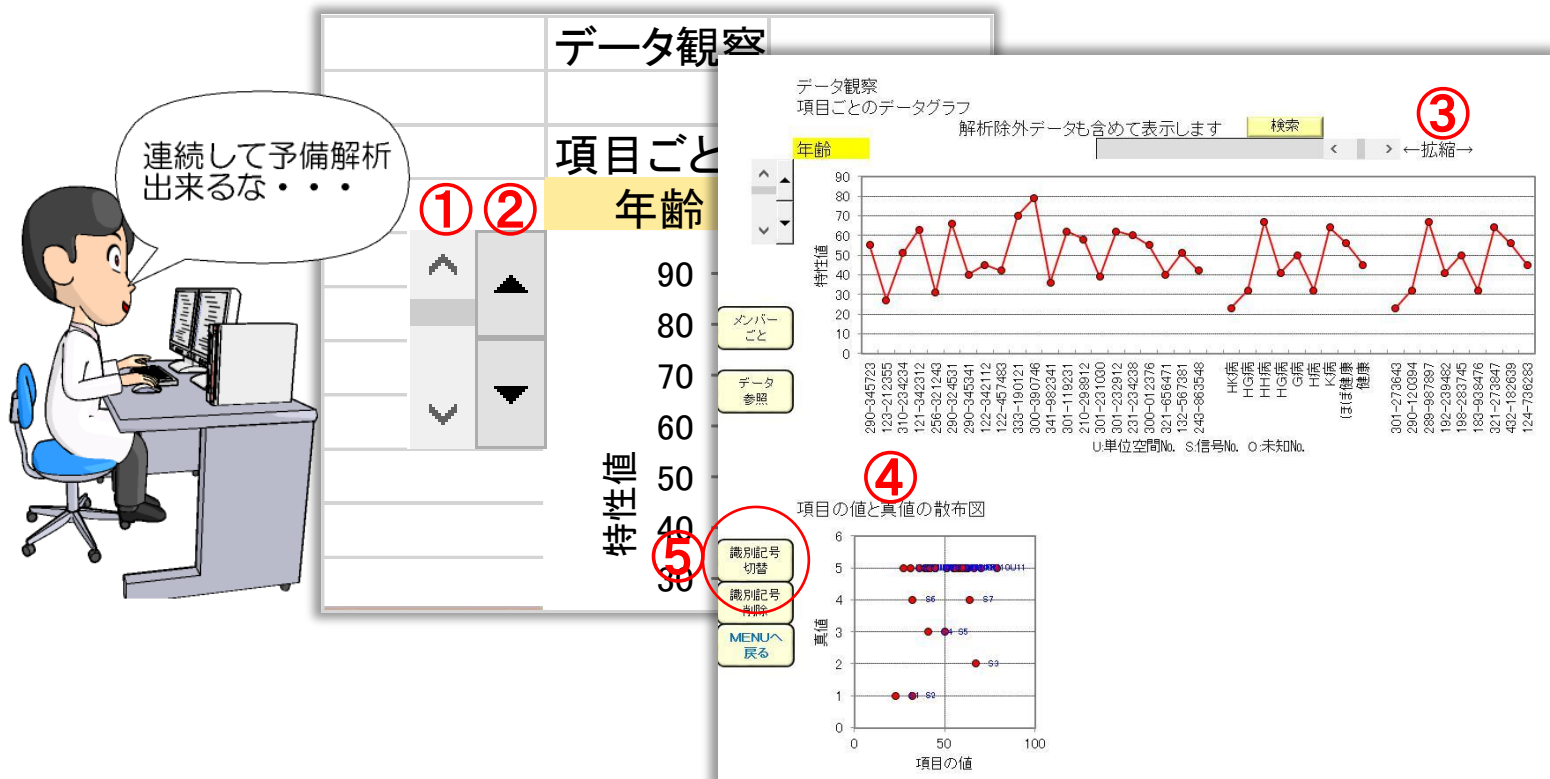 連続して予備解析
出来るな・・・
データ観察
項目ごと
① ②
年齢
90
80
70
60
50
40
30
特性値
データ観察
項目ごとのデータグラフ
解析除外データも含めて表示します
検索
③
年齢
←拡縮→
90
80
70
60
50
40
30
20
10
0
特性値
メンバー
ごと
データ
参照
290-345723
123-212355
310-234234
121-342312
256-321243
290-324531
290-345341
122-342112
122-457483
333-190121
300-390746
341-982341
301-119231
210-298912
301-231030
301-232912
231-234238
300-012376
321-656471
132-567381
243-863548
HK病
HG病
HH病
HG病
G病
H病
K病
ほぼ健康
健康
301-273643
290-120394
289-987897
192-239482
198-283745
183-938476
321-273847
432-182639
124-736283
U:単位空間No. S:信号No. O:未知No.
④
項目の値と真値の散布図
⑤
識別記号
切替
識別記号
削除
MENUへ
戻る
6
5
4
3
2
1
0
真値
10U11
S6
S7
S5
S3
S2
0
50
100
項目の値